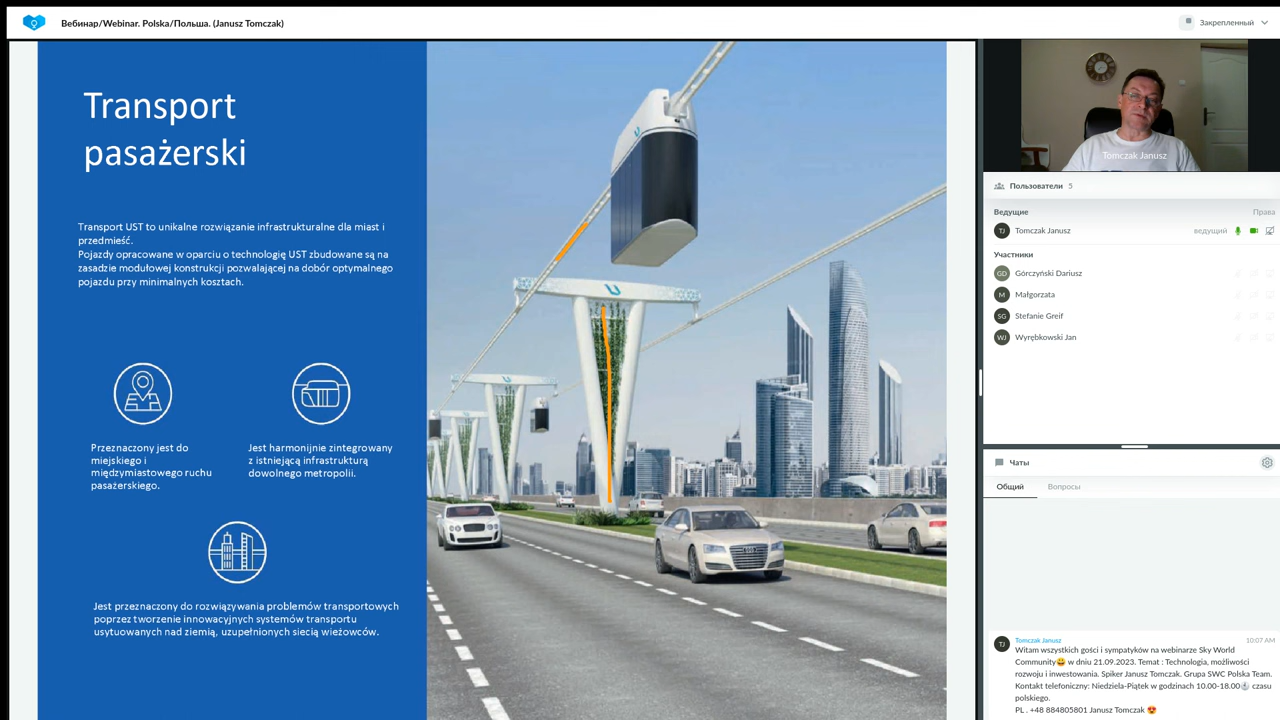 Вебинар/Webinar. Polska/Польша. (Janusz Tomczak)
Закрепленный
Transport
pasażerski
Transport UST to unikalne rozwiązanie infrastrukturalne dla miast i
przedmieść.
Pojazdy opracowane w oparciu o technologię UST zbudowane są na
zasadzie modułowej konstrukcji pozwalającej na dobór optymalnego
pojazdu przy minimalnych kosztach.
Przeznaczony jest do
miejskiego i
międzymiastowego ruchu
pasażerskiego.
Jest harmonijnie zintegrowany
z istniejącą infrastrukturą
dowolnego metropolii.
Jest przeznaczony do rozwiązywania problemów transportowych
poprzez tworzenie innowacyjnych systemów transportu
usytuowanych nad ziemią, uzupełnionych siecią wieżowców.
Tomczak Janusz
Пользователи 5
Ведущие Права
TJ Tomczak Janusz ведущий
Участники
GD Górczyński Dariusz
M Małgorzata
SG Stefanie Greif
WJ Wyrębkowski Jan
Чаты
Общий Вопросы
TJ Tomczak Janusz 10:07 AM
Witam wszystkich gości i sympatyków na webinarze Sky World
Community😀 w dniu 21.09.2023. Temat : Technologia, możliwości
rozwoju i inwestowania. Spiker Janusz Tomczak. Grupa SWC Polska Team.
Kontakt telefoniczny: Niedziela-Piątek w godzinach 10.00-18.00 czasu
polskiego.
PL . +48 884805801 Janusz Tomczak 😍